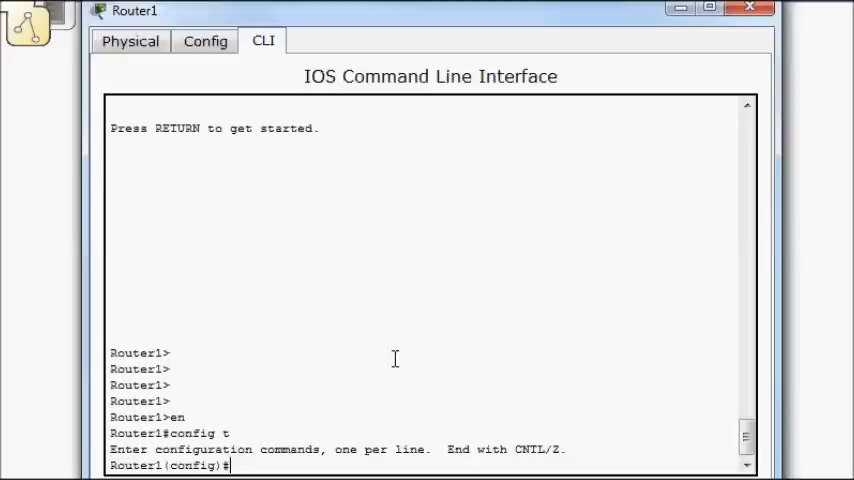 Router1
Physical Config CLI
IOS Command Line Interface
Press RETURN to get started.
Router1>
Router1>
Router1>
Router1>
Router1>en
Router1#config t
Enter configuration commands, one per line.  End with CNTL/Z.
Router1(config)#